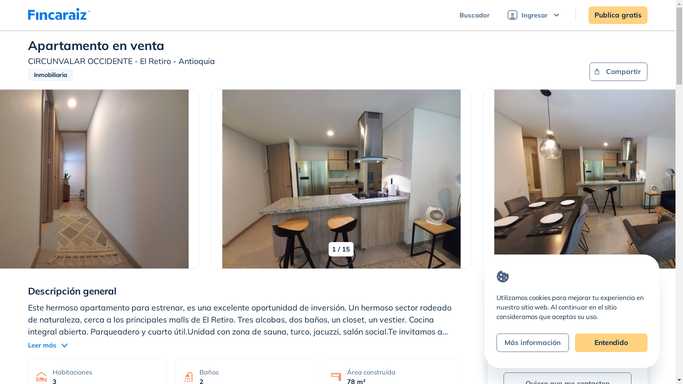 Fincaraiz
Buscador
Ingresar
Publica gratis
Apartamento en venta
CIRCUNVALAR OCCIDENTE - El Retiro - Antioquia
Inmobiliaria
Compartir
1 / 15
Descripción general
Este hermoso apartamento para estrenar, es una excelente oportunidad de inversión. Un hermoso sector rodeado
de naturaleza, cerca a los principales malls de El Retiro. Tres alcobas, dos baños, un closet, un vestier. Cocina
integral abierta. Parqueadero y cuarto útil.Unidad con zona de sauna, turco, jacuzzi, salón social.Te invitamos a...
Leer más
Habitaciones
3
Baños
2
Área construida
78 m²
Utilizamos cookies para mejorar tu experiencia en
nuestro sitio web. Al continuar en el sitio
consideramos que aceptas su uso.
Más información
Entendido
Quiero que me contacten